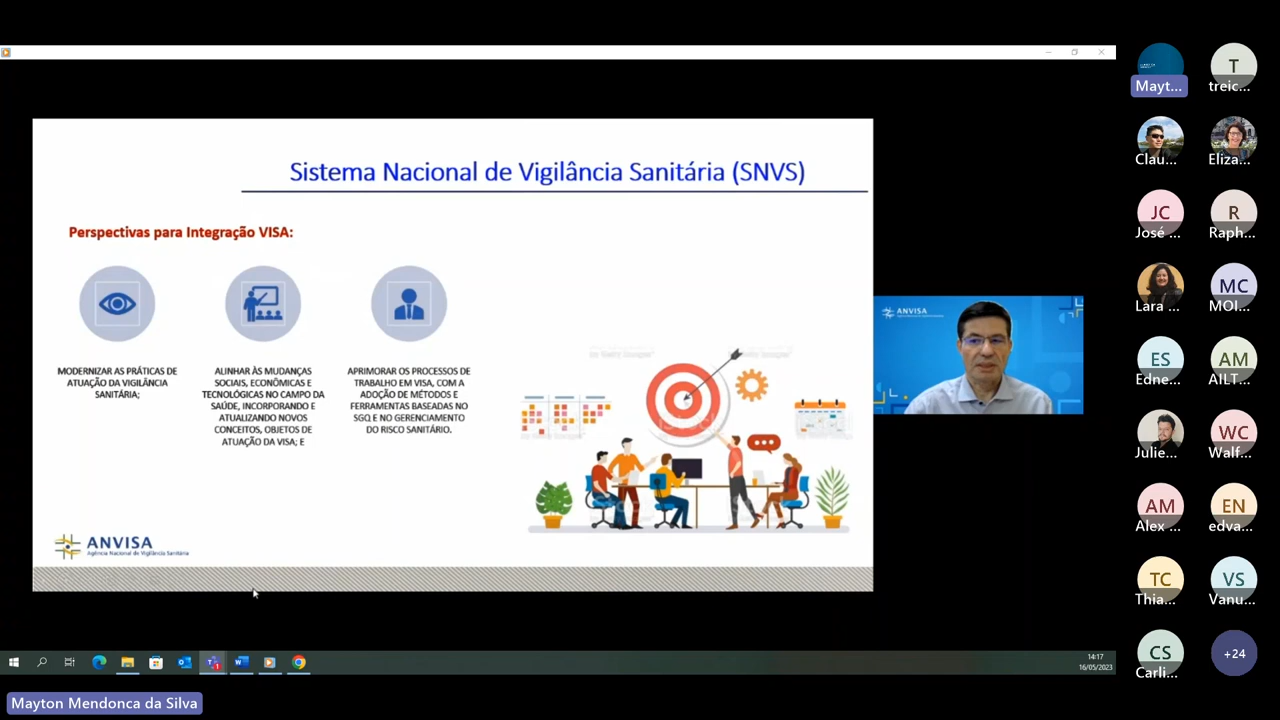 Sistema Nacional de Vigilância Sanitária (SNVS)
Perspectivas para Integração VISA:
MODERNIZAR AS PRÁTICAS DE
ATUAÇÃO DA VIGILÂNCIA
SANITÁRIA;
ALINHAR ÀS MUDANÇAS
SOCIAIS, ECONÔMICAS E
TECNOLÓGICAS NO CAMPO DA
SAÚDE, INCORPORANDO E
ATUALIZANDO NOVOS
CONCEITOS, OBJETOS DE
ATUAÇÃO DA VISA; E
APRIMORAR OS PROCESSOS DE
TRABALHO EM VISA, COM A
ADOÇÃO DE MÉTODOS E
FERRAMENTAS BASEADAS NO
SGQ E NO GERENCIAMENTO
DO RISCO SANITÁRIO.
ANVISA
Agência Nacional de Vigilância Sanitária
ANVISA
Mayt...
T
treic...
Clau...
Eliza...
JC
José ...
R
Raph...
Lara ...
MC
MOI...
ES
Edne...
AM
AILT...
Julie...
WC
Walf...
AM
Alex ...
EN
edva...
TC
Thia...
VS
Vanu...
CS
Carli...
+24
14:17
16/05/2023
Mayton Mendonca da Silva